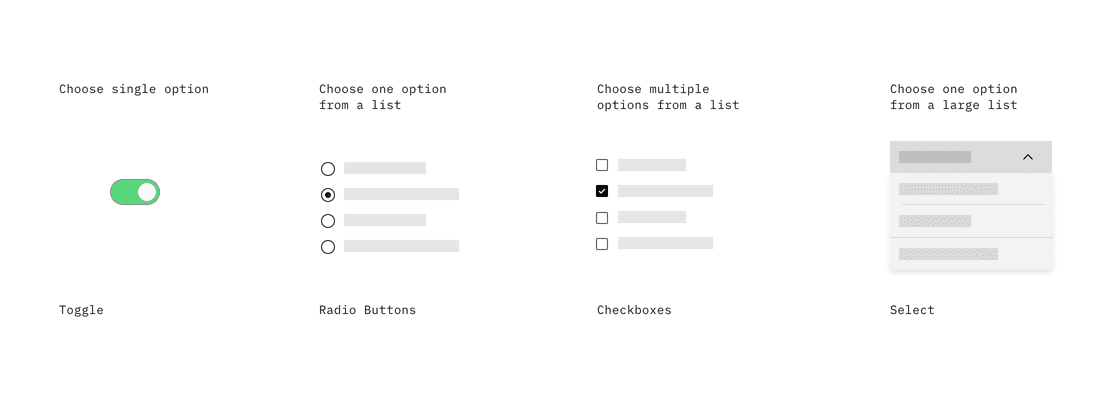 Choose single option
Choose one option
from a list
Choose multiple
options from a list
Choose one option
from a large list
Toggle
Radio Buttons
Checkboxes
Select